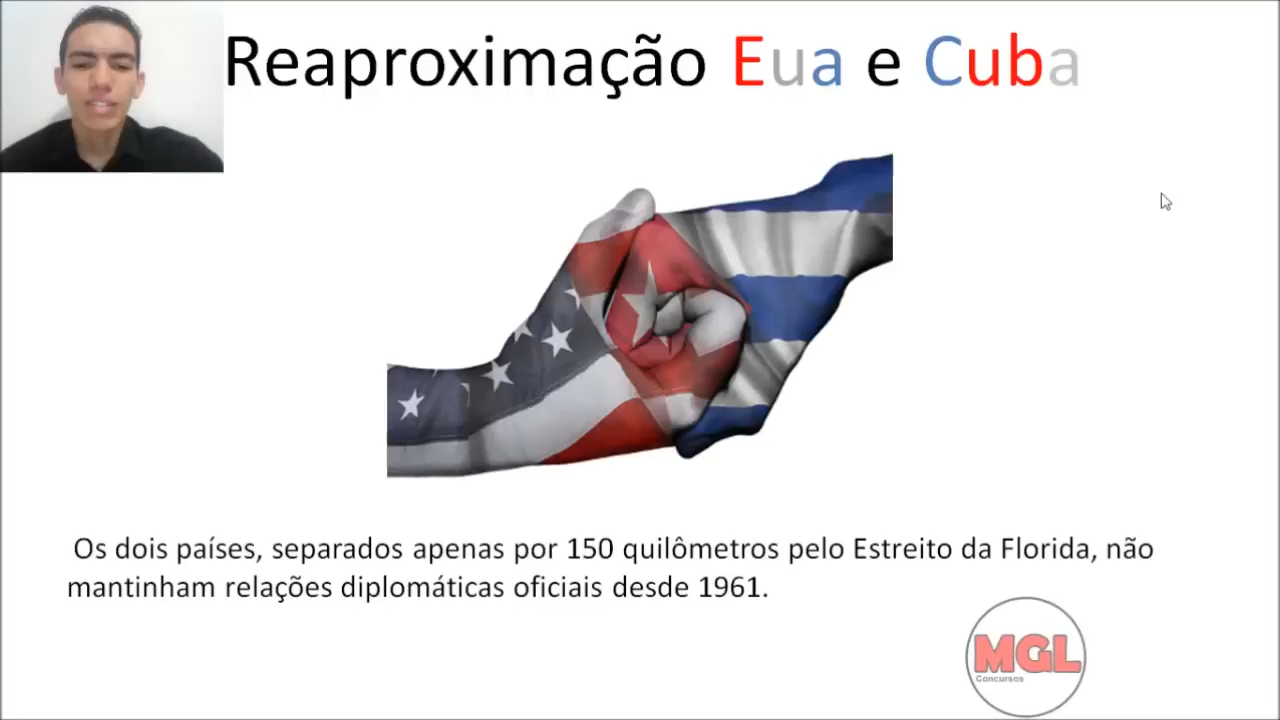 Reaproximação Eua e Cuba
Os dois países, separados apenas por 150 quilômetros pelo Estreito da Florida, não
mantinham relações diplomáticas oficiais desde 1961.
MGL
Concursos